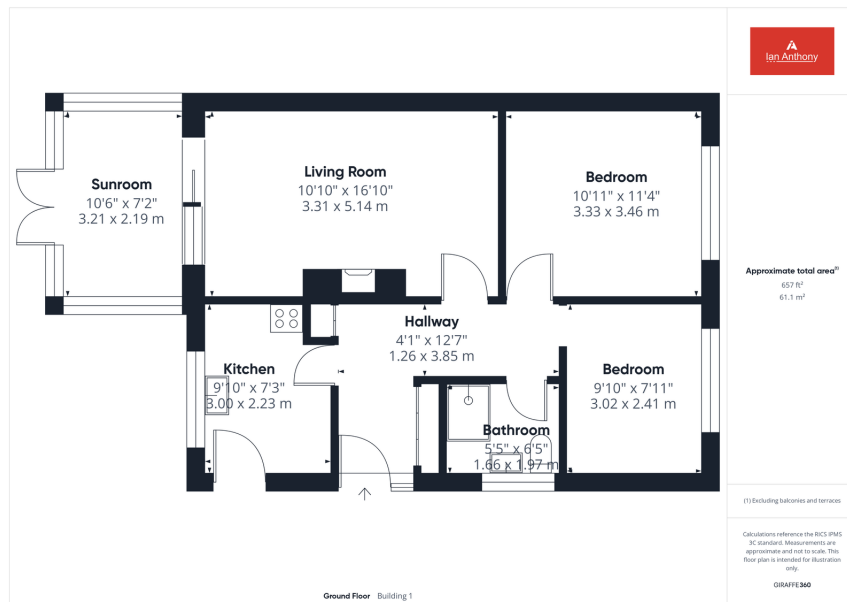 Ian Anthony
Sunroom
10'6" x 7'2"
3.21 x 2.19 m
Living Room
10'10" x 16'10"
3.31 x 5.14 m
Bedroom
10'11" x 11'4"
3.33 x 3.46 m
Hallway
4'1" x 12'7"
1.26 x 3.85 m
Kitchen
9'10" x 7'3"
3.00 x 2.23 m
Bathroom
5'5" x 6'5"
1.66 x 1.97 m
Bedroom
9'10" x 7'11"
3.02 x 2.41 m
Approximate total area(1)
657 ft²
61.1 m²
(1) Excluding balconies and terraces
Calculations reference the RICS IPMS
3C standard. Measurements are
approximate and not to scale. This
floor plan is intended for illustration
only.
GIRAFFE360
Ground Floor Building 1